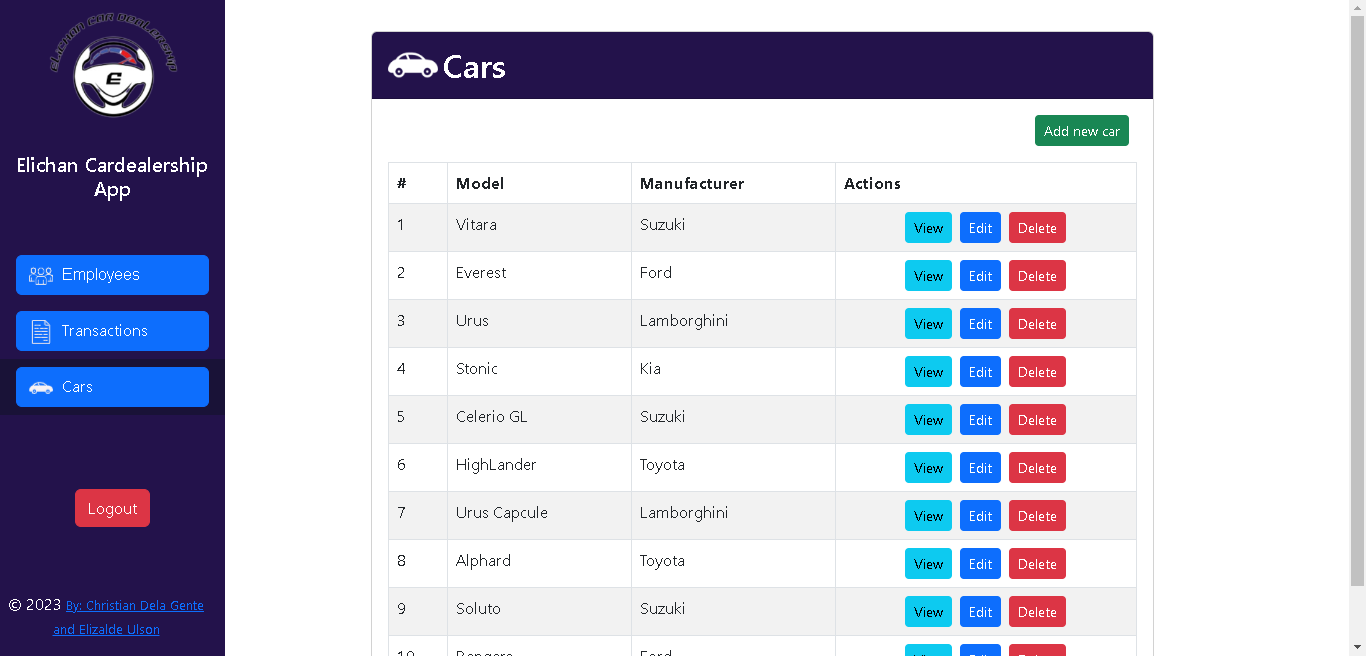 ELICHAN CAR DEALERSHIP
E
Elichan Cardealership
App
Employees
Transactions
Cars
Logout
© 2023 By: Christian Dela Gente
and Elizalde Ulson
Cars
Add new car
# Model Manufacturer Actions
1 Vitara Suzuki View Edit Delete
2 Everest Ford View Edit Delete
3 Urus Lamborghini View Edit Delete
4 Stonic Kia View Edit Delete
5 Celerio GL Suzuki View Edit Delete
6 HighLander Toyota View Edit Delete
7 Urus Capcule Lamborghini View Edit Delete
8 Alphard Toyota View Edit Delete
9 Soluto Suzuki View Edit Delete